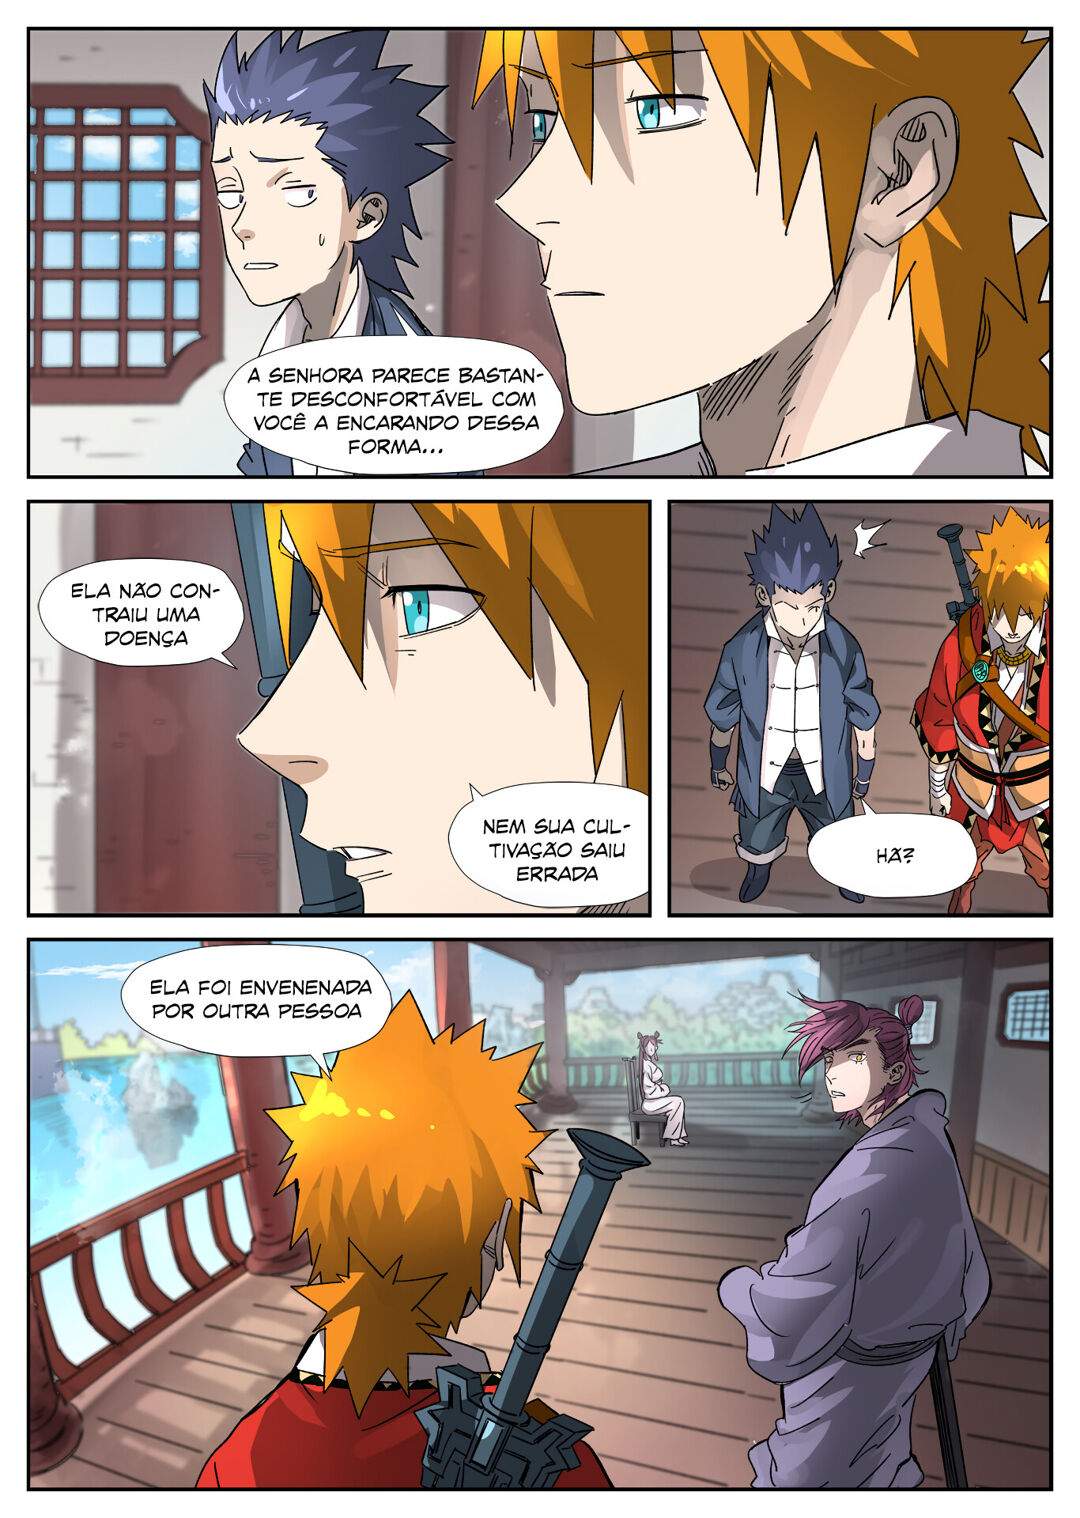 A SENHORA PARECE BASTAN-
TE DESCONFORTÁVEL COM
VOCÊ A ENCARANDO DESSA
FORMA...
ELA NÃO CON-
TRAIU UMA
DOENÇA
NEM SUA CUL-
TIVAÇÃO SAIU
ERRADA
HÃ?
ELA FOI ENVENENADA
POR OUTRA PESSOA